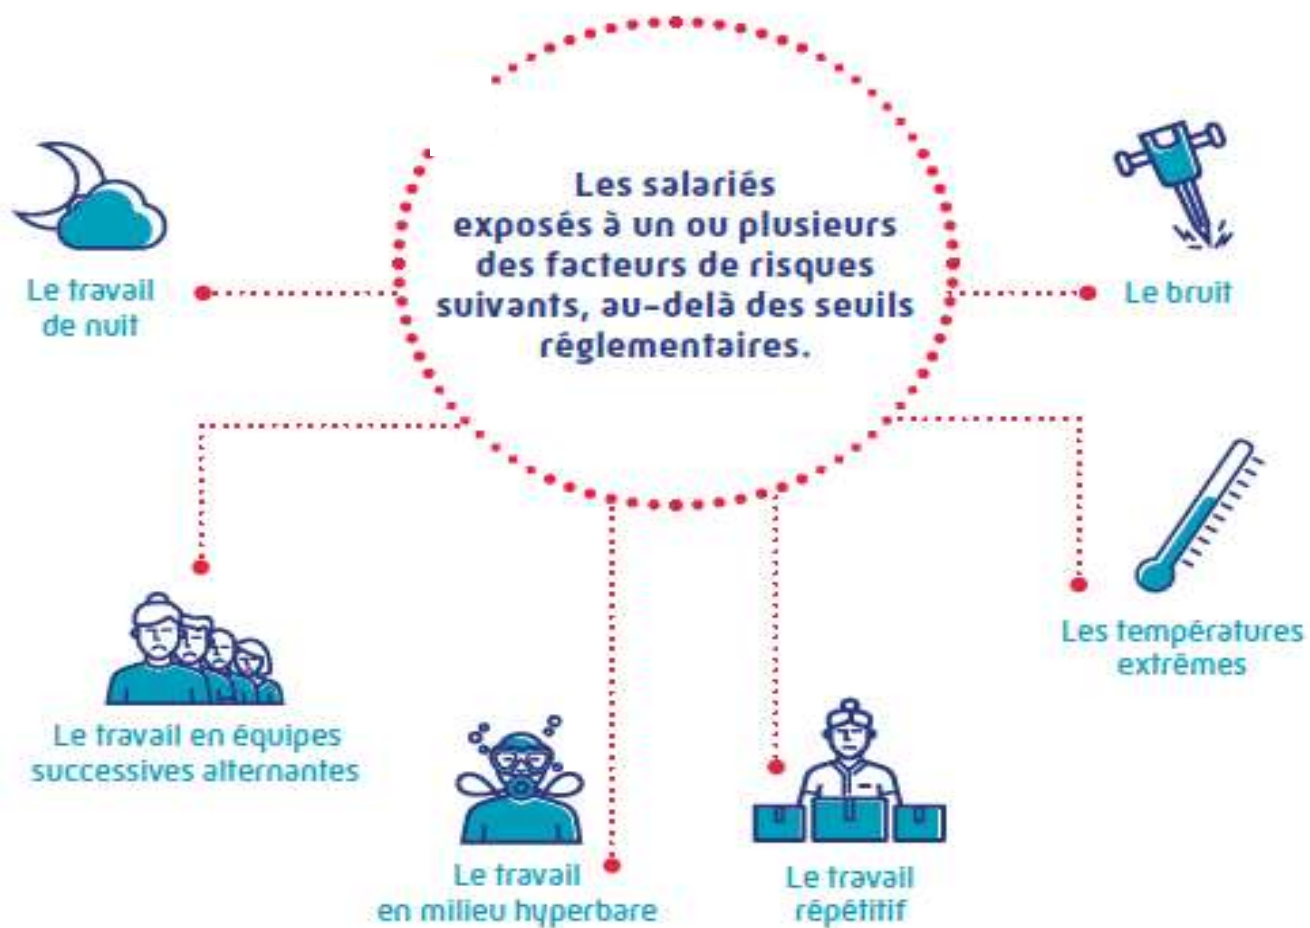 Les salariés
exposés à un ou plusieurs
des facteurs de risques
suivants, au-delà des seuils
réglementaires.
Le travail
de nuit
Le bruit
Les températures
extrêmes
Le travail en équipes
successives alternantes
Le travail
en milieu hyperbare
Le travail
répétitif